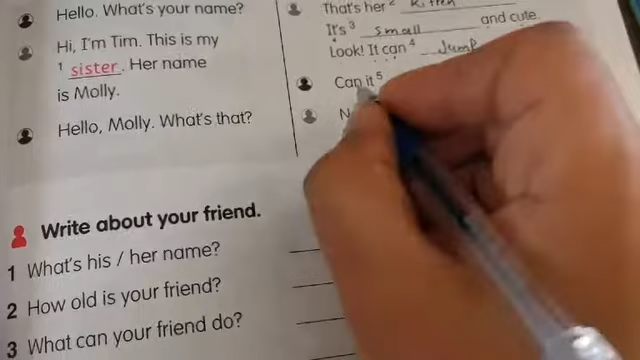 Hello. What's your name?
Hi, I'm Tim. This is my
1 sister. Her name
is Molly.
Hello, Molly. What's that?
That's her 2 Kitten
It's 3 small and cute.
Look! It can 4 Jump
Can it 5
N
Write about your friend.
1 What's his / her name?
2 How old is your friend?
3 What can your friend do?